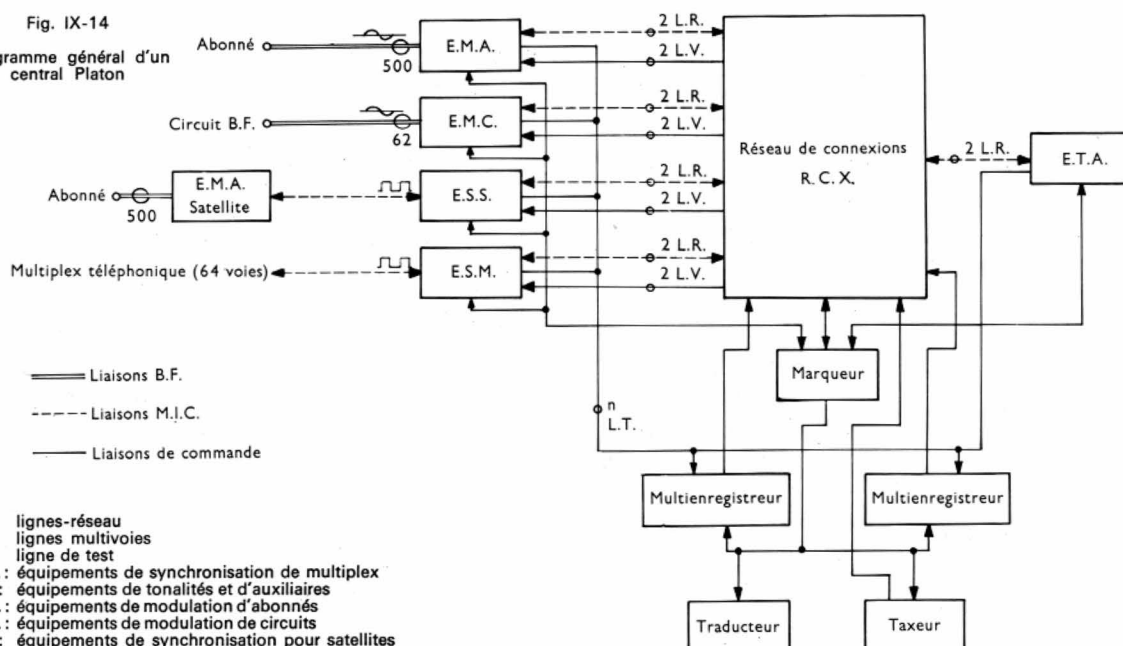 Fig. IX-14
gramme général d'un
central Platon
Abonné
500
E.M.A.
2 L.R.
2 L.V.
Circuit B.F.
62
E.M.C.
2 L.R.
2 L.V.
Abonné
500
E.M.A.
Satellite
E.S.S.
2 L.R.
2 L.V.
Multiplex téléphonique (64 voies)
E.S.M.
2 L.R.
2 L.V.
Réseau de connexions
R.C.X.
2 L.R.
E.T.A.
Marqueur
Liaisons B.F.
Liaisons M.I.C.
Liaisons de commande
n
L.T.
Multienregistreur
Multienregistreur
Traducteur
Taxeur
lignes-réseau
lignes multivoies
ligne de test
: équipements de synchronisation de multiplex
: équipements de tonalités et d'auxiliaires
: équipements de modulation d'abonnés
: équipements de modulation de circuits
: équipements de synchronisation pour satellites